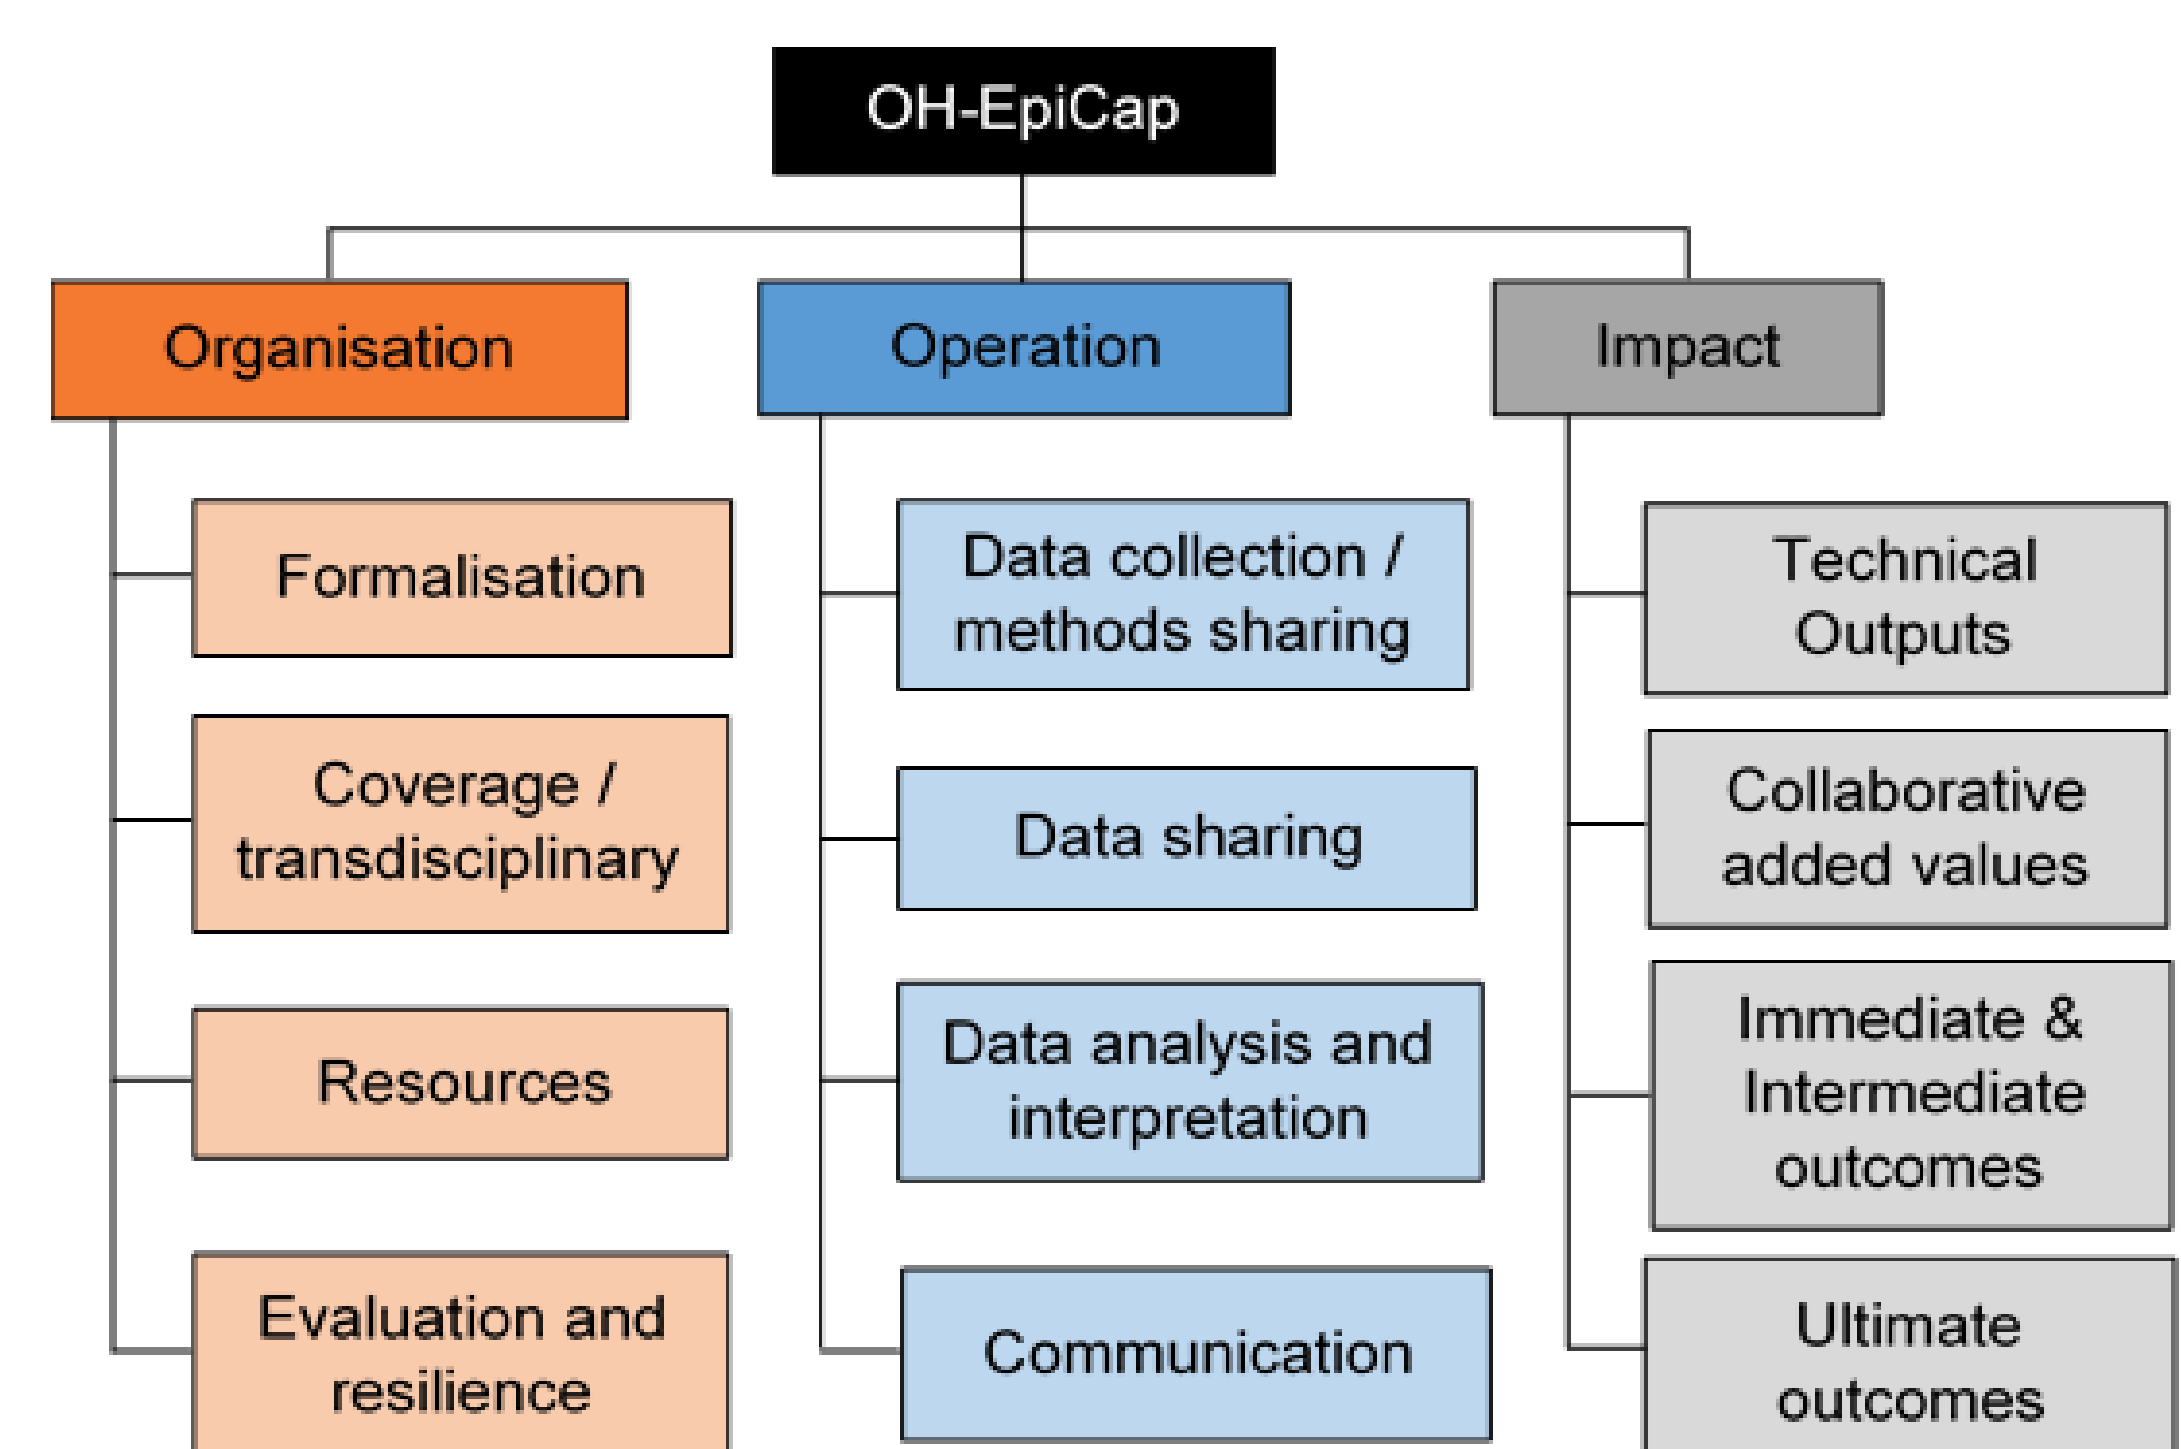 OH-EpiCap
Organisation
Operation
Impact
Formalisation
Coverage /
transdisciplinary
Resources
Evaluation and
resilience
Data collection /
methods sharing
Data sharing
Data analysis and
interpretation
Communication
Technical
Outputs
Collaborative
added values
Immediate &
Intermediate
outcomes
Ultimate
outcomes